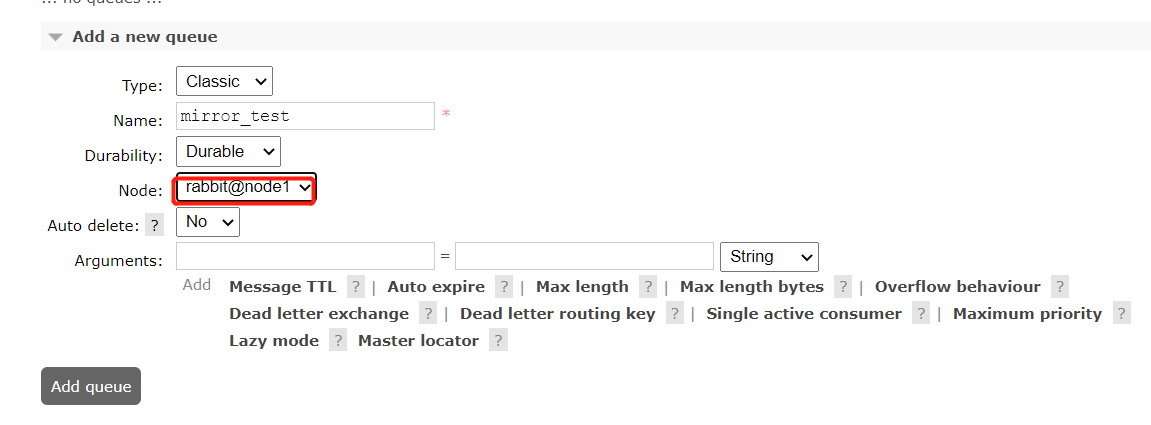 ... no queues ...
Add a new queue
Type: Classic
Name: mirror_test *
Durability: Durable
Node: rabbit@node1
Auto delete: ? No
Arguments: = String
Add Message TTL ? | Auto expire ? | Max length ? | Max length bytes ? | Overflow behaviour ?
Dead letter exchange ? | Dead letter routing key ? | Single active consumer ? | Maximum priority ?
Lazy mode ? Master locator ?
Add queue